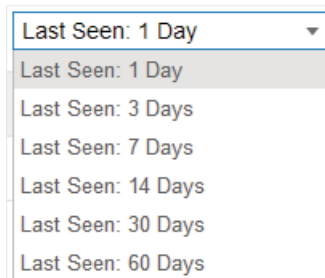 Last Seen: 1 Day
Last Seen: 1 Day
Last Seen: 3 Days
Last Seen: 7 Days
Last Seen: 14 Days
Last Seen: 30 Days
Last Seen: 60 Days